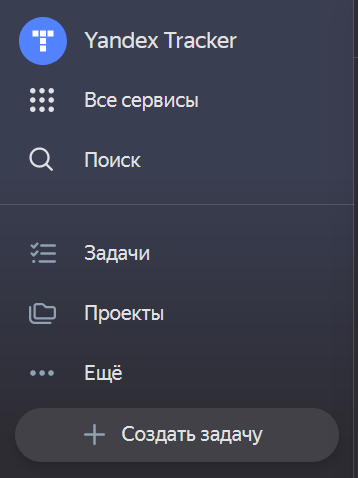 Yandex Tracker
Все сервисы
Поиск
Задачи
Проекты
Ещё
Создать задачу